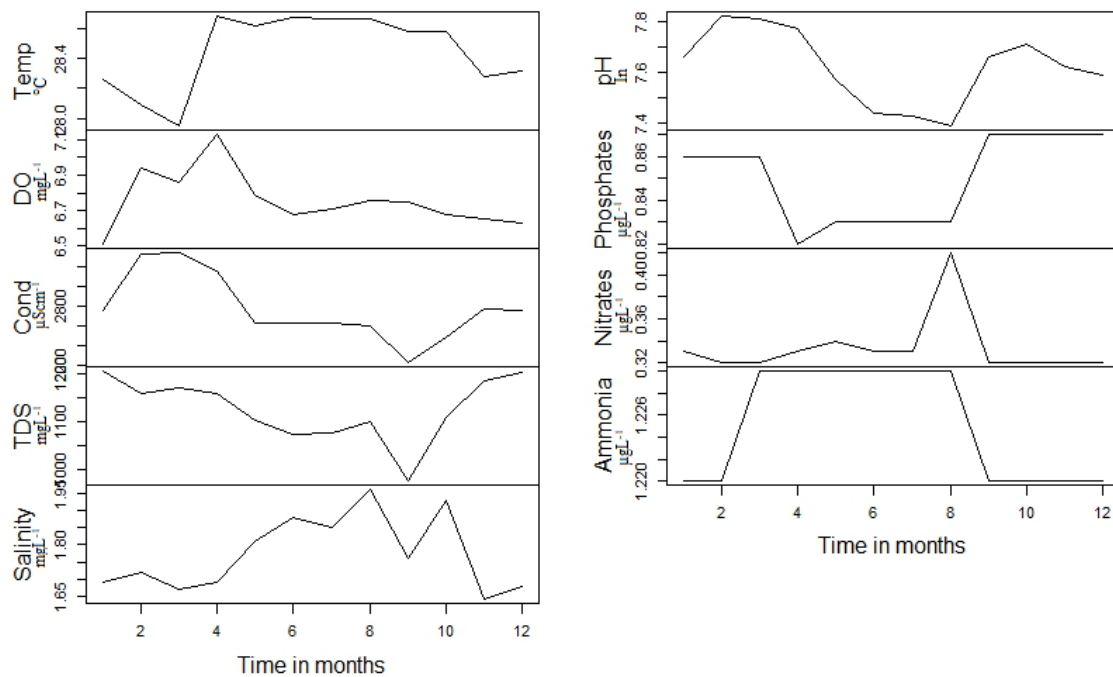 Temp
°C
28.0 28.4
DO
mgL⁻¹
6.5 6.7 6.9 7.1
Cond
µScm⁻¹
2800
TDS
mgL⁻¹
1100
Salinity
mgL⁻¹
1.65 1.80 1.95
2 4 6 8 10 12
Time in months
pH
In
7.4 7.6 7.8
Phosphates
µgL⁻¹
0.82 0.84 0.86
Nitrates
µgL⁻¹
0.32 0.36 0.40
Ammonia
µgL⁻¹
1.220 1.226
2 4 6 8 10 12
Time in months